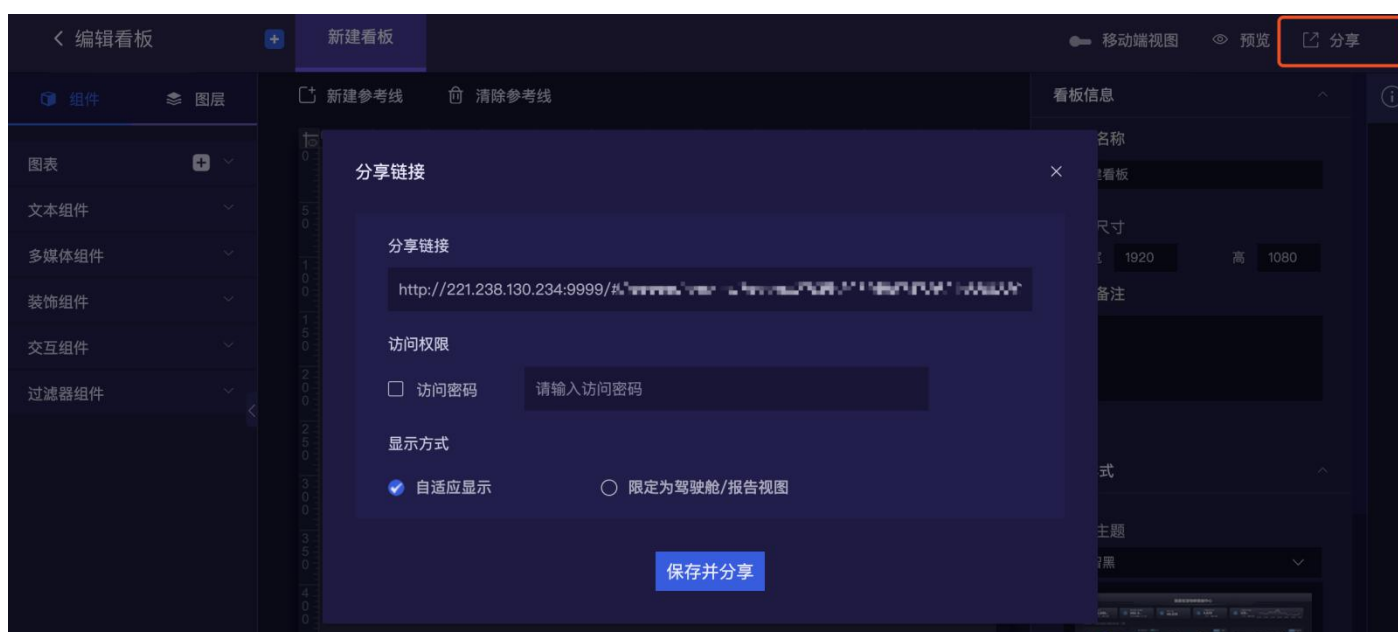 编辑看板
新建看板
移动端视图 预览 分享
组件 图层
新建参考线 清除参考线
看板信息
图表
文本组件
多媒体组件
装饰组件
交互组件
过滤器组件
分享链接
分享链接
http://221.238.130.234:9999/#
访问权限
访问密码 请输入访问密码
显示方式
自适应显示 限定为驾驶舱/报告视图
保存并分享
名称
看板
尺寸
1920 高 1080
备注
式
主题
黑